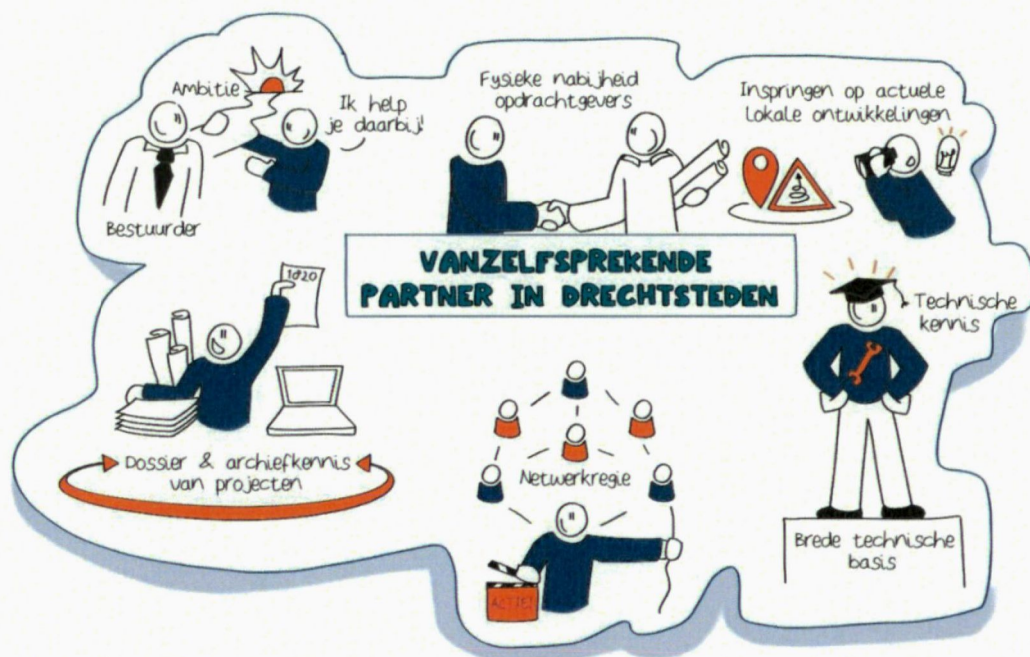 Ambitie
Ik help
je daarbij!
Bestuurder
Fysieke nabijheid
opdrachtgevers
Inspringen op actuele
lokale ontwikkelingen
VANZELFSPREKENDE
PARTNER IN DRECHTSTEDEN
Technische
kennis
Dossier & archiefkennis
van projecten
Netwerkregie
ACTIE!
Brede technische
basis